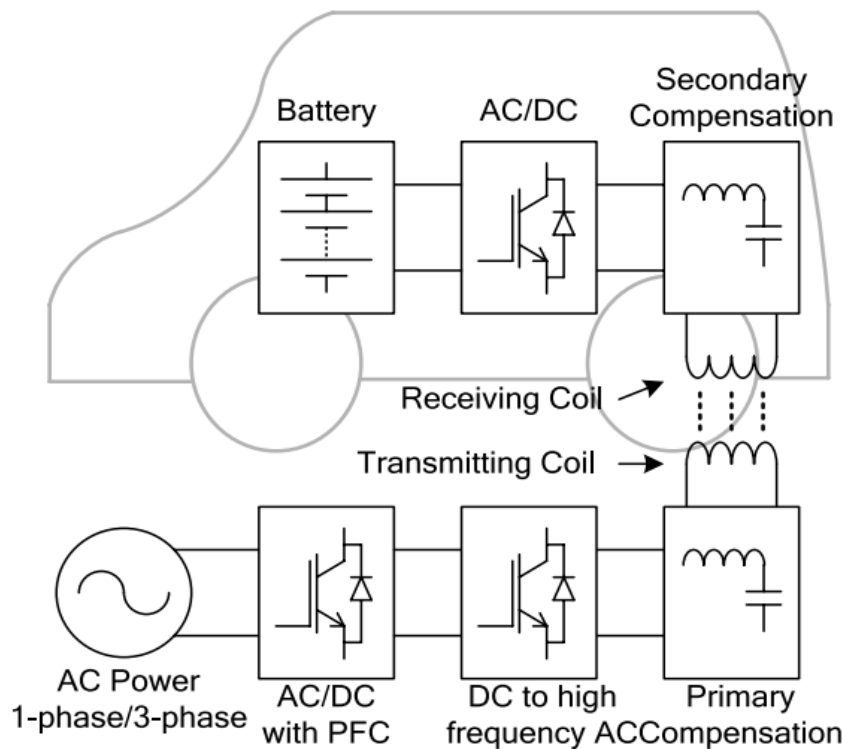 Battery
AC/DC
Secondary
Compensation
Receiving Coil
Transmitting Coil
AC Power
1-phase/3-phase
AC/DC
with PFC
DC to high
frequency AC
Primary
Compensation